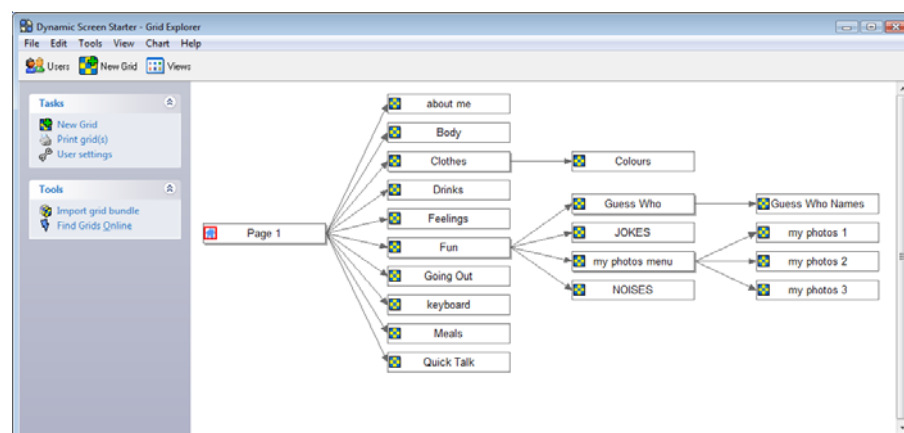 Dynamic Screen Starter - Grid Explorer
File Edit Tools View Chart Help
Users New Grid Views
Tasks
New Grid
Print grid(s)
User settings
Tools
Import grid bundle
Find Grids Online
Page 1
about me
Body
Clothes
Drinks
Feelings
Fun
Going Out
keyboard
Meals
Quick Talk
Colours
Guess Who
JOKES
my photos menu
NOISES
Guess Who Names
my photos 1
my photos 2
my photos 3